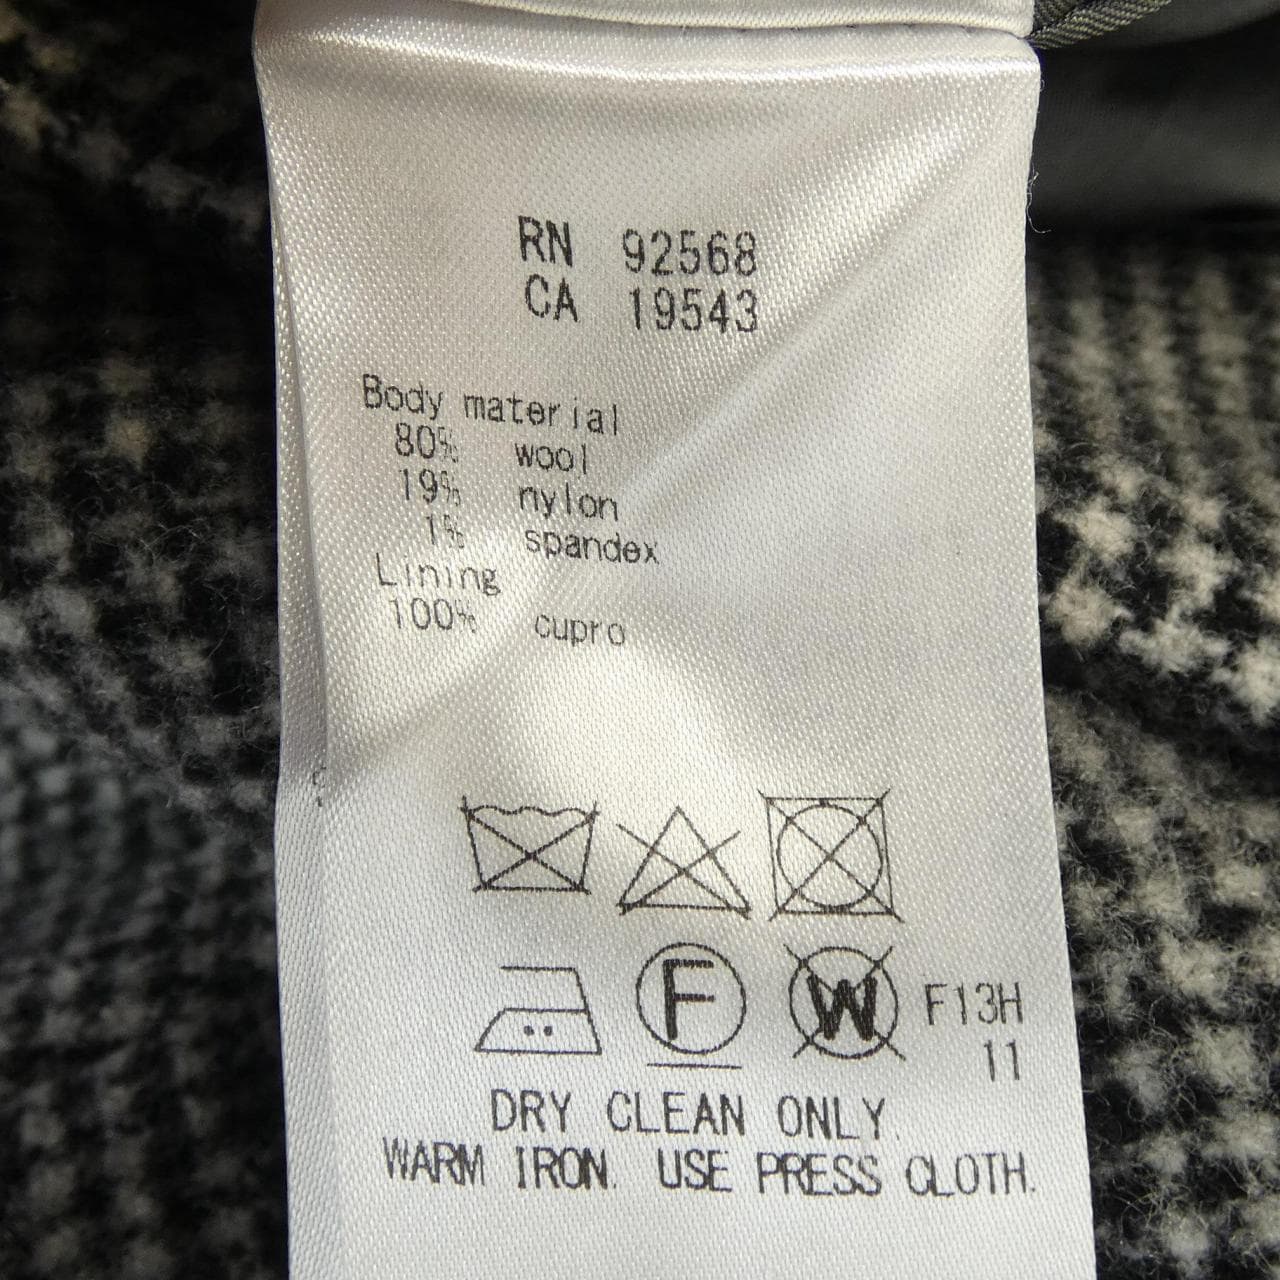 RN 92568
CA 19543
Body material
80% wool
19% nylon
1% spandex
Lining
100% cupro
F W F13H
11
DRY CLEAN ONLY.
WARM IRON. USE PRESS CLOTH.